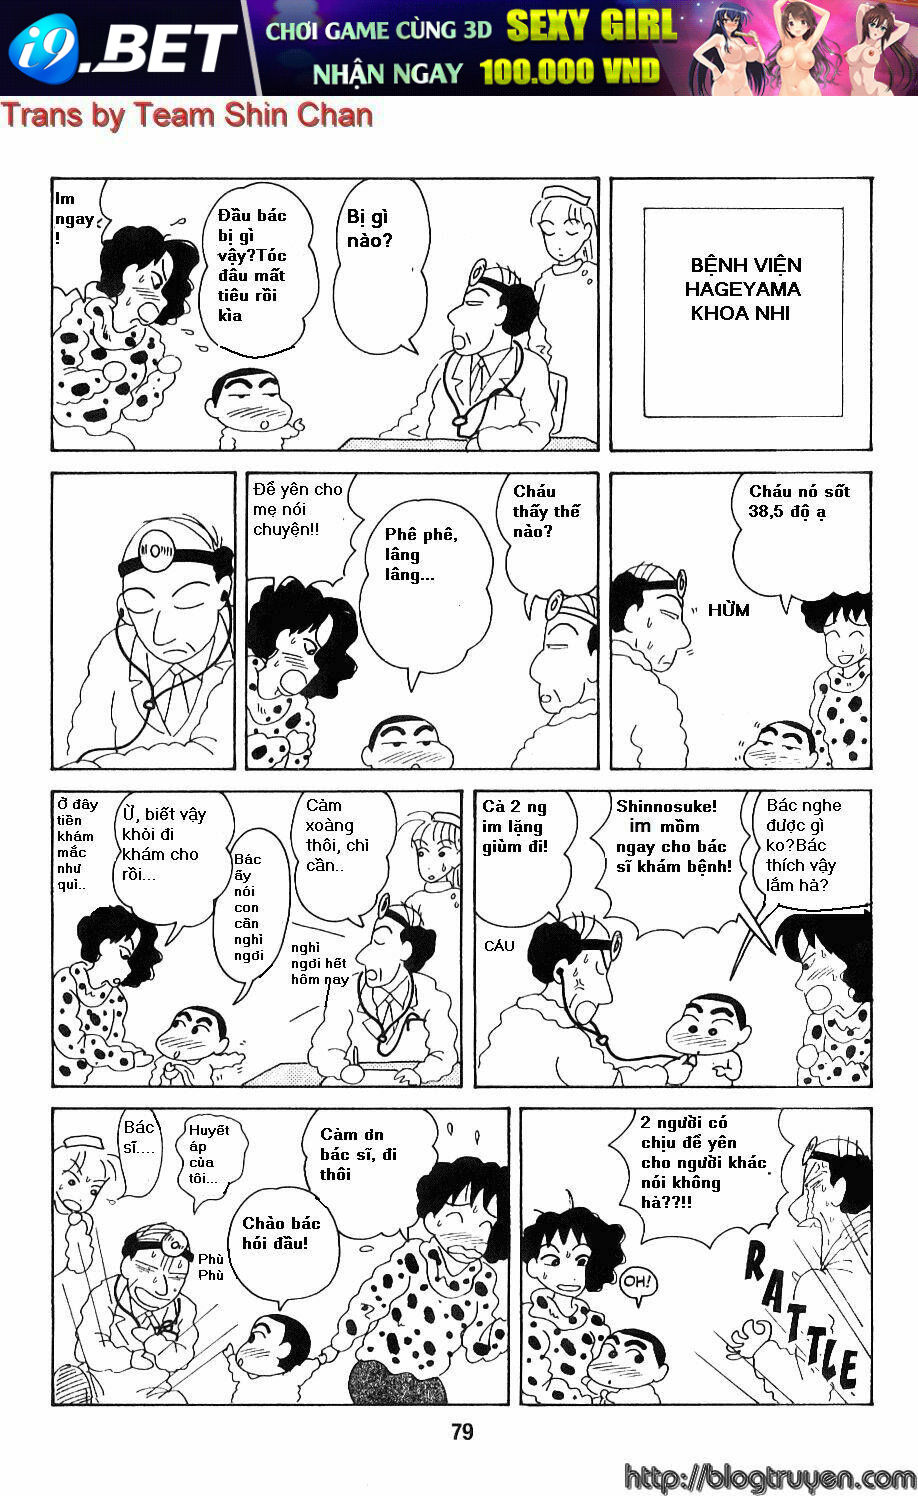 i9.BET
CHƠI GAME CÙNG 3D SEXY GIRL
NHẬN NGAY 100.000 VND
Trans by Team Shin Chan
BỆNH VIỆN
HAGEYAMA
KHOA NHI
Bị gì
nào?
Đầu bác
bị gì
vậy?Tóc
đâu mất
tiêu rồi
kìa
Im
ngay
!
Cháu nó sốt
38,5 độ ạ
HỪM
Cháu
thấy thế
nào?
Phê phê,
lâng
lâng...
Để yên cho
mẹ nói
chuyện!!
Bác nghe
được gì
ko?Bác
thích vậy
lắm hả?
Shinnosuke!
im mồm
ngay cho bác
sĩ khám bệnh!
Cả 2 ng
im lặng
giùm đi!
CÁU
Cảm
xoàng
thôi, chỉ
cần..
nghỉ
ngơi hết
hôm nay
Bác
ấy
nói
con
cần
nghỉ
ngơi
Ừ, biết vậy
khỏi đi
khám cho
rồi...
Ở đây
tiền
khám
mắc
như
quỉ..
2 người có
chịu để yên
cho người khác
nói không
hả??!!
OH!
RATTLE
Cảm ơn
bác sĩ, đi
thôi
Chào bác
hói đầu!
Huyết
áp
của
tôi...
Bác
sĩ....
Phù
Phù
79
http://blogtruyen.com